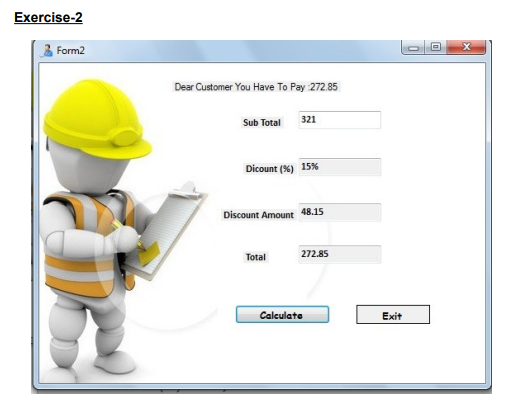 Exercise-2
Form2
Dear Customer You Have To Pay :272.85
Sub Total 321
Dicount (%) 15%
Discount Amount 48.15
Total 272.85
Calculate Exit